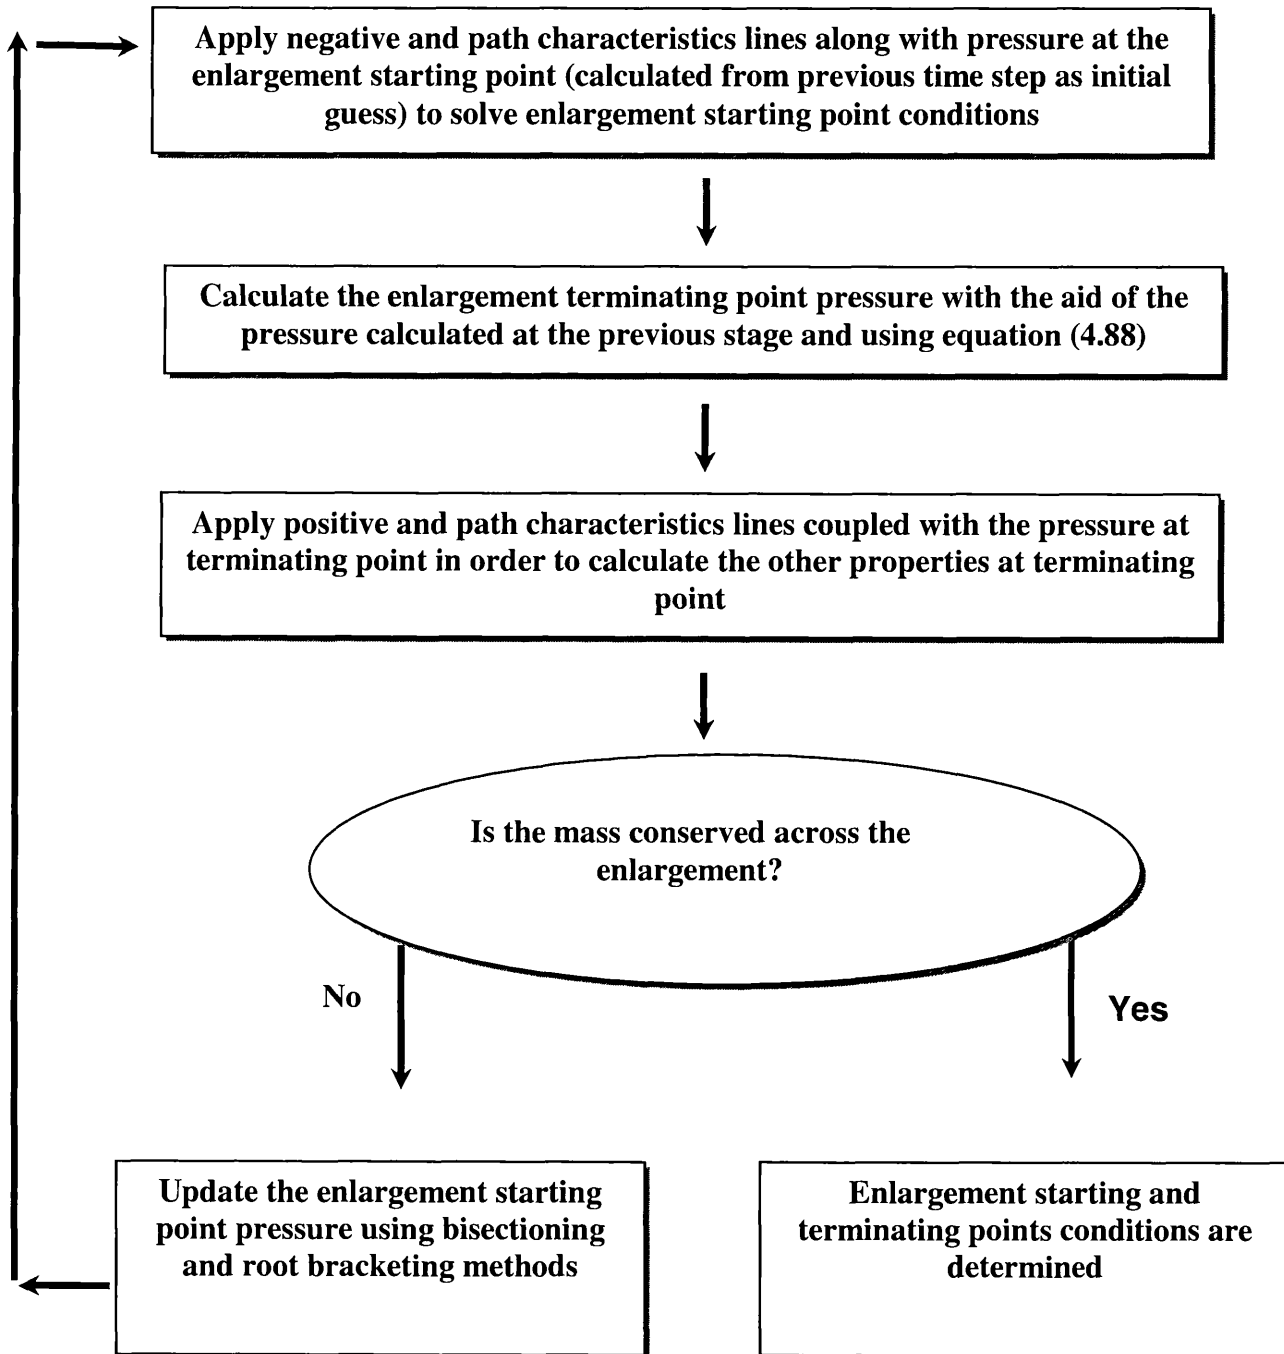 Apply negative and path characteristics lines along with pressure at the
enlargement starting point (calculated from previous time step as initial
guess) to solve enlargement starting point conditions
Calculate the enlargement terminating point pressure with the aid of the
pressure calculated at the previous stage and using equation (4.88)
Apply positive and path characteristics lines coupled with the pressure at
terminating point in order to calculate the other properties at terminating
point
Is the mass conserved across the
enlargement?
No
Yes
Update the enlargement starting
point pressure using bisectioning
and root bracketing methods
Enlargement starting and
terminating points conditions are
determined